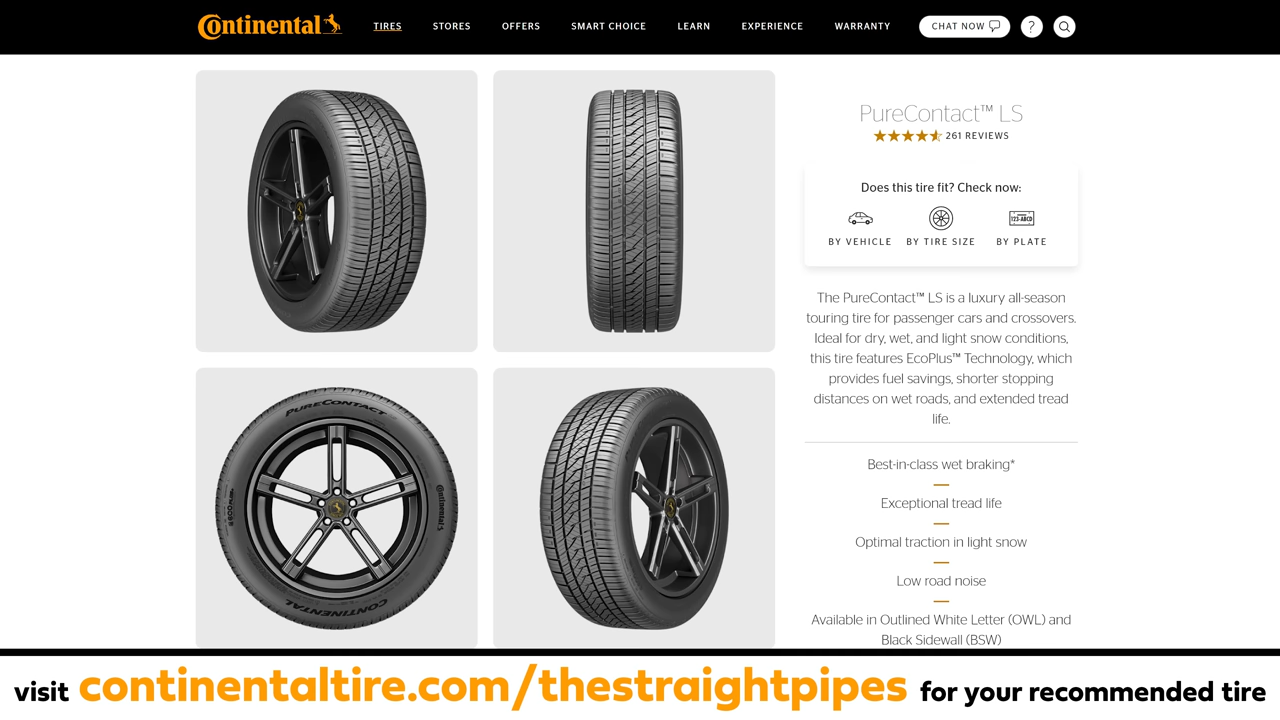 Continental
TIRES
STORES
OFFERS
SMART CHOICE
LEARN
EXPERIENCE
WARRANTY
CHAT NOW
?
PureContact™ LS
261 REVIEWS
Does this tire fit? Check now:
123-ABCD
BY VEHICLE
BY TIRE SIZE
BY PLATE
The PureContact™ LS is a luxury all-season
touring tire for passenger cars and crossovers.
Ideal for dry, wet, and light snow conditions,
this tire features EcoPlus™ Technology, which
provides fuel savings, shorter stopping
distances on wet roads, and extended tread
life.
Best-in-class wet braking*
Exceptional tread life
Optimal traction in light snow
Low road noise
Available in Outlined White Letter (OWL) and
Black Sidewall (BSW)
PURECONTACT
Continental
CONTINENTAL
visit continentaltire.com/thestraightpipes for your recommended tire